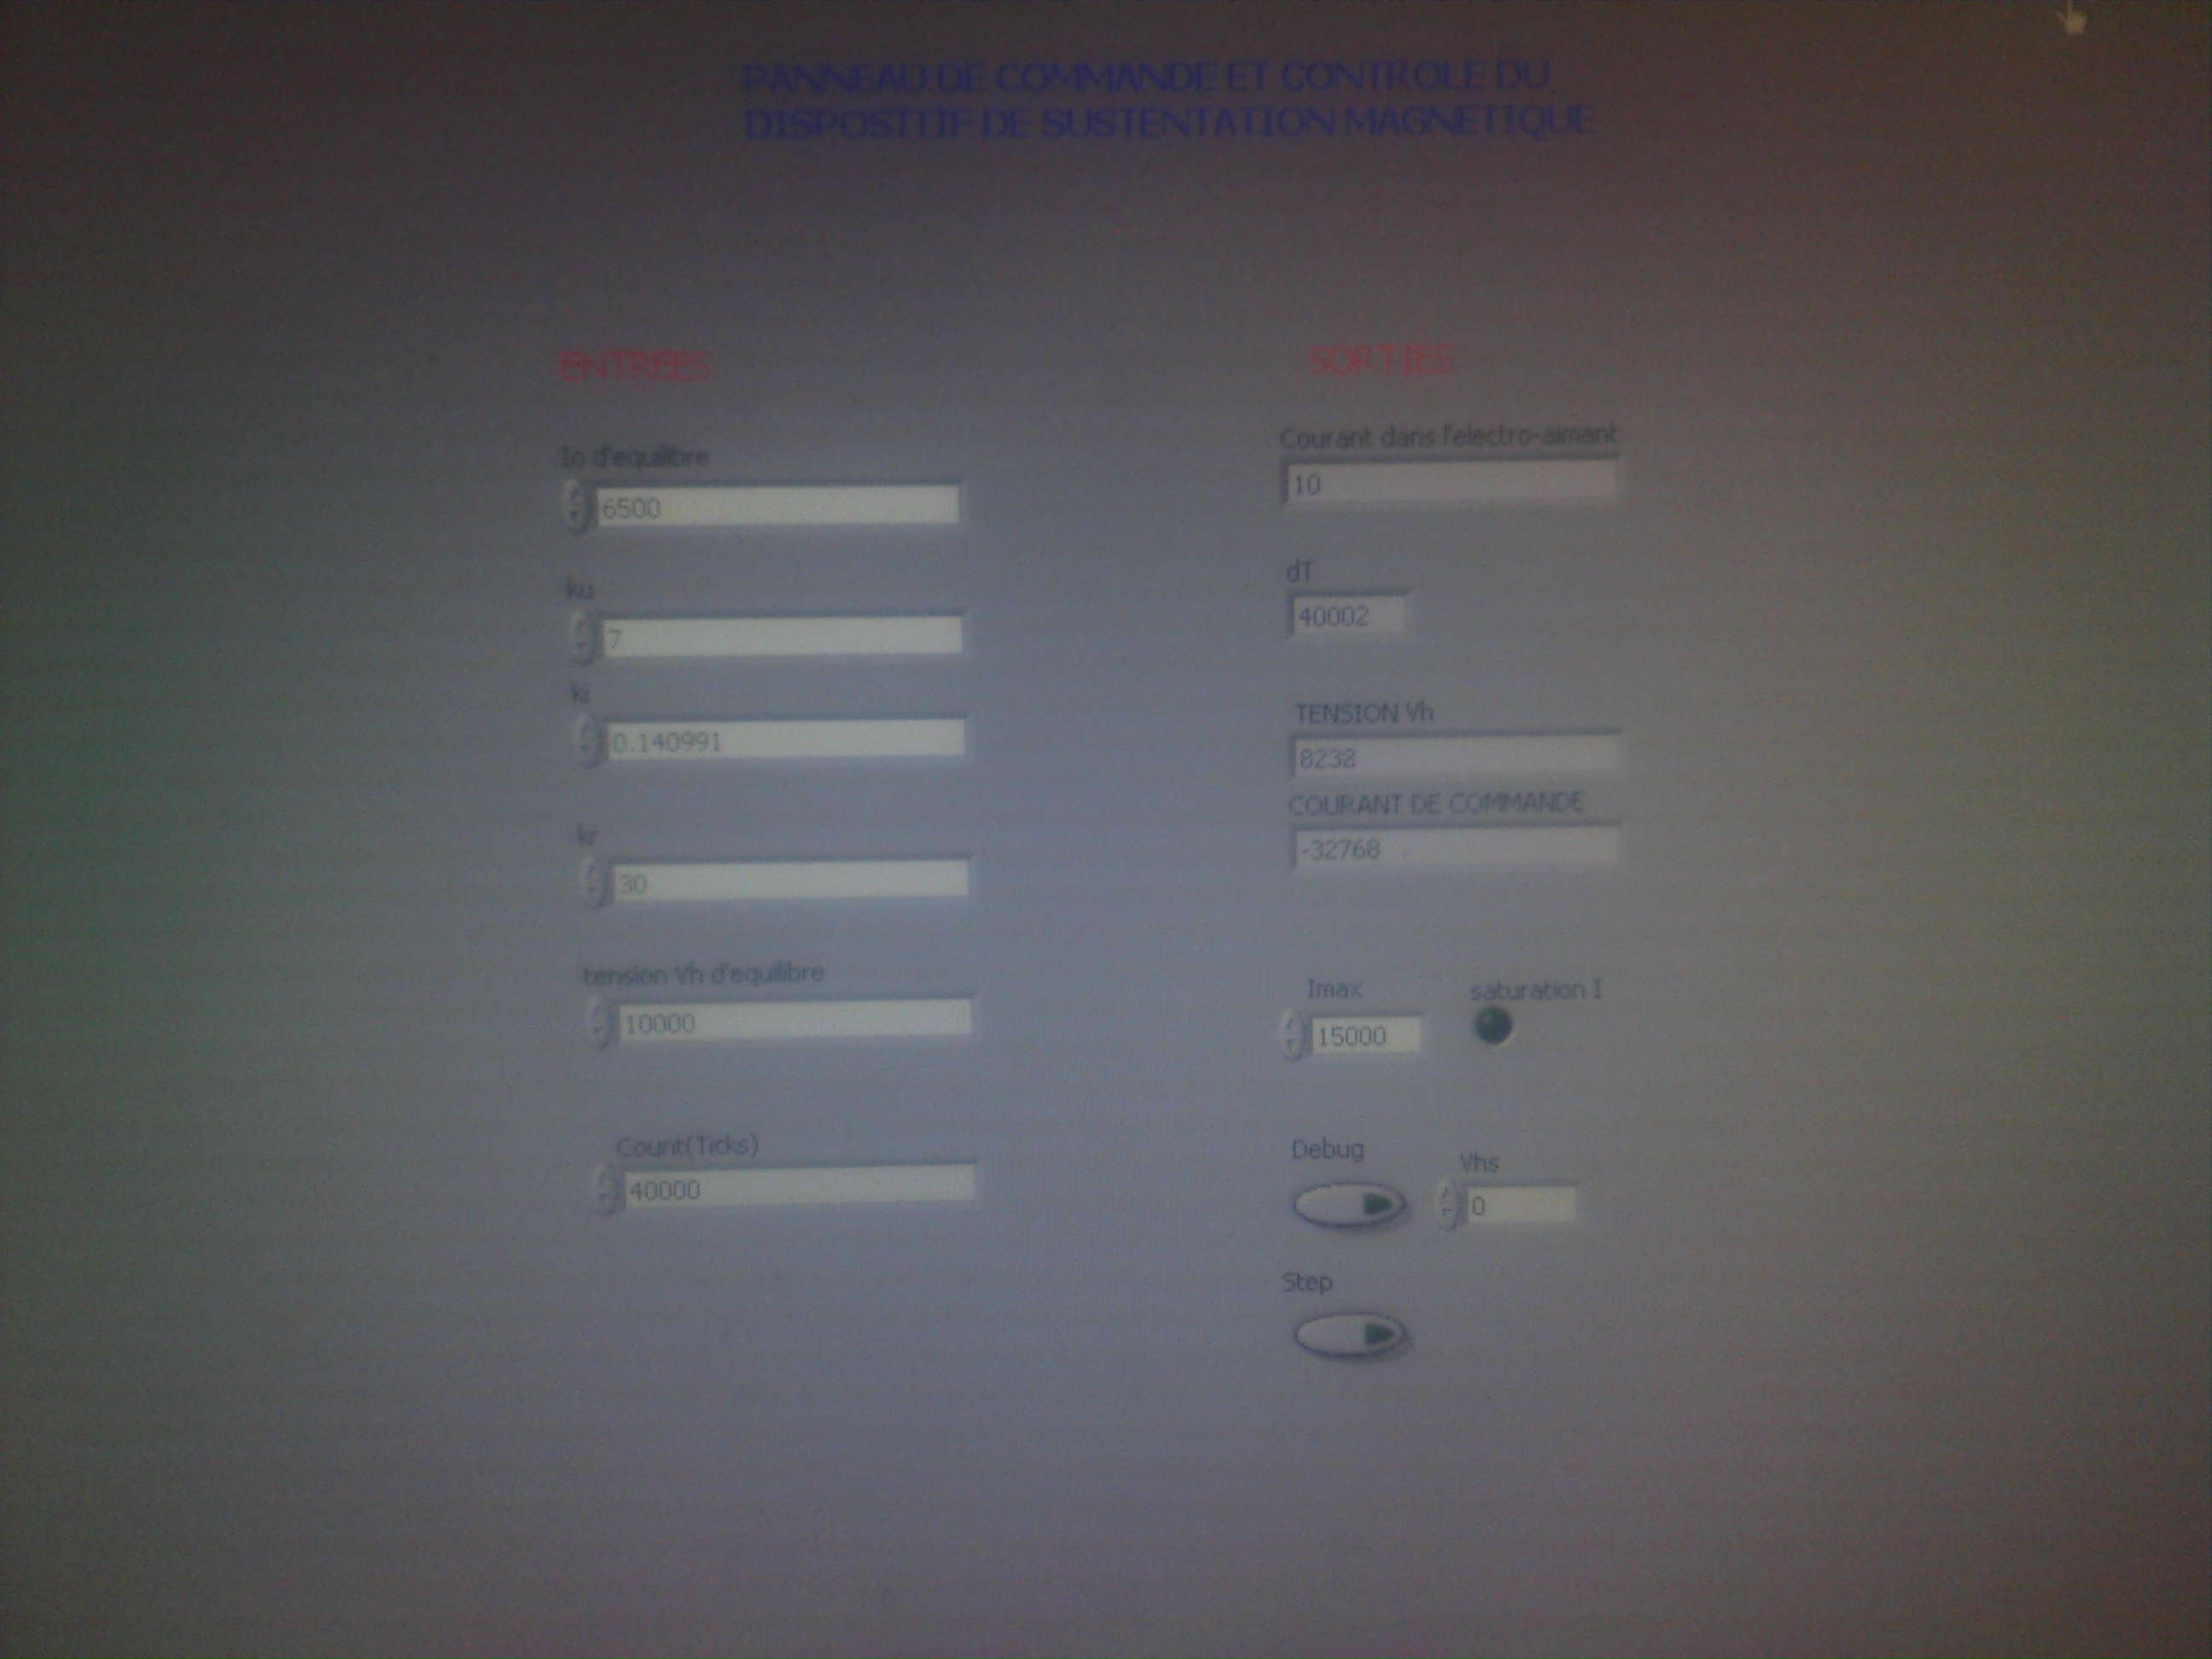 PANNEAU DE COMMANDE ET CONTROLE DU
DISPOSITIF DE SUSTENTATION MAGNETIQUE
ENTREES
Io d'equilibre
6500
ku
7
ki
0.140991
kr
30
tension Vh d'equilibre
10000
Count(Ticks)
40000
SORTIES
Courant dans l'electro-aimant
10
dT
40002
TENSION Vh
8238
COURANT DE COMMANDE
-32768
Imax
15000
saturation I
Debug
Vhs
0
Step